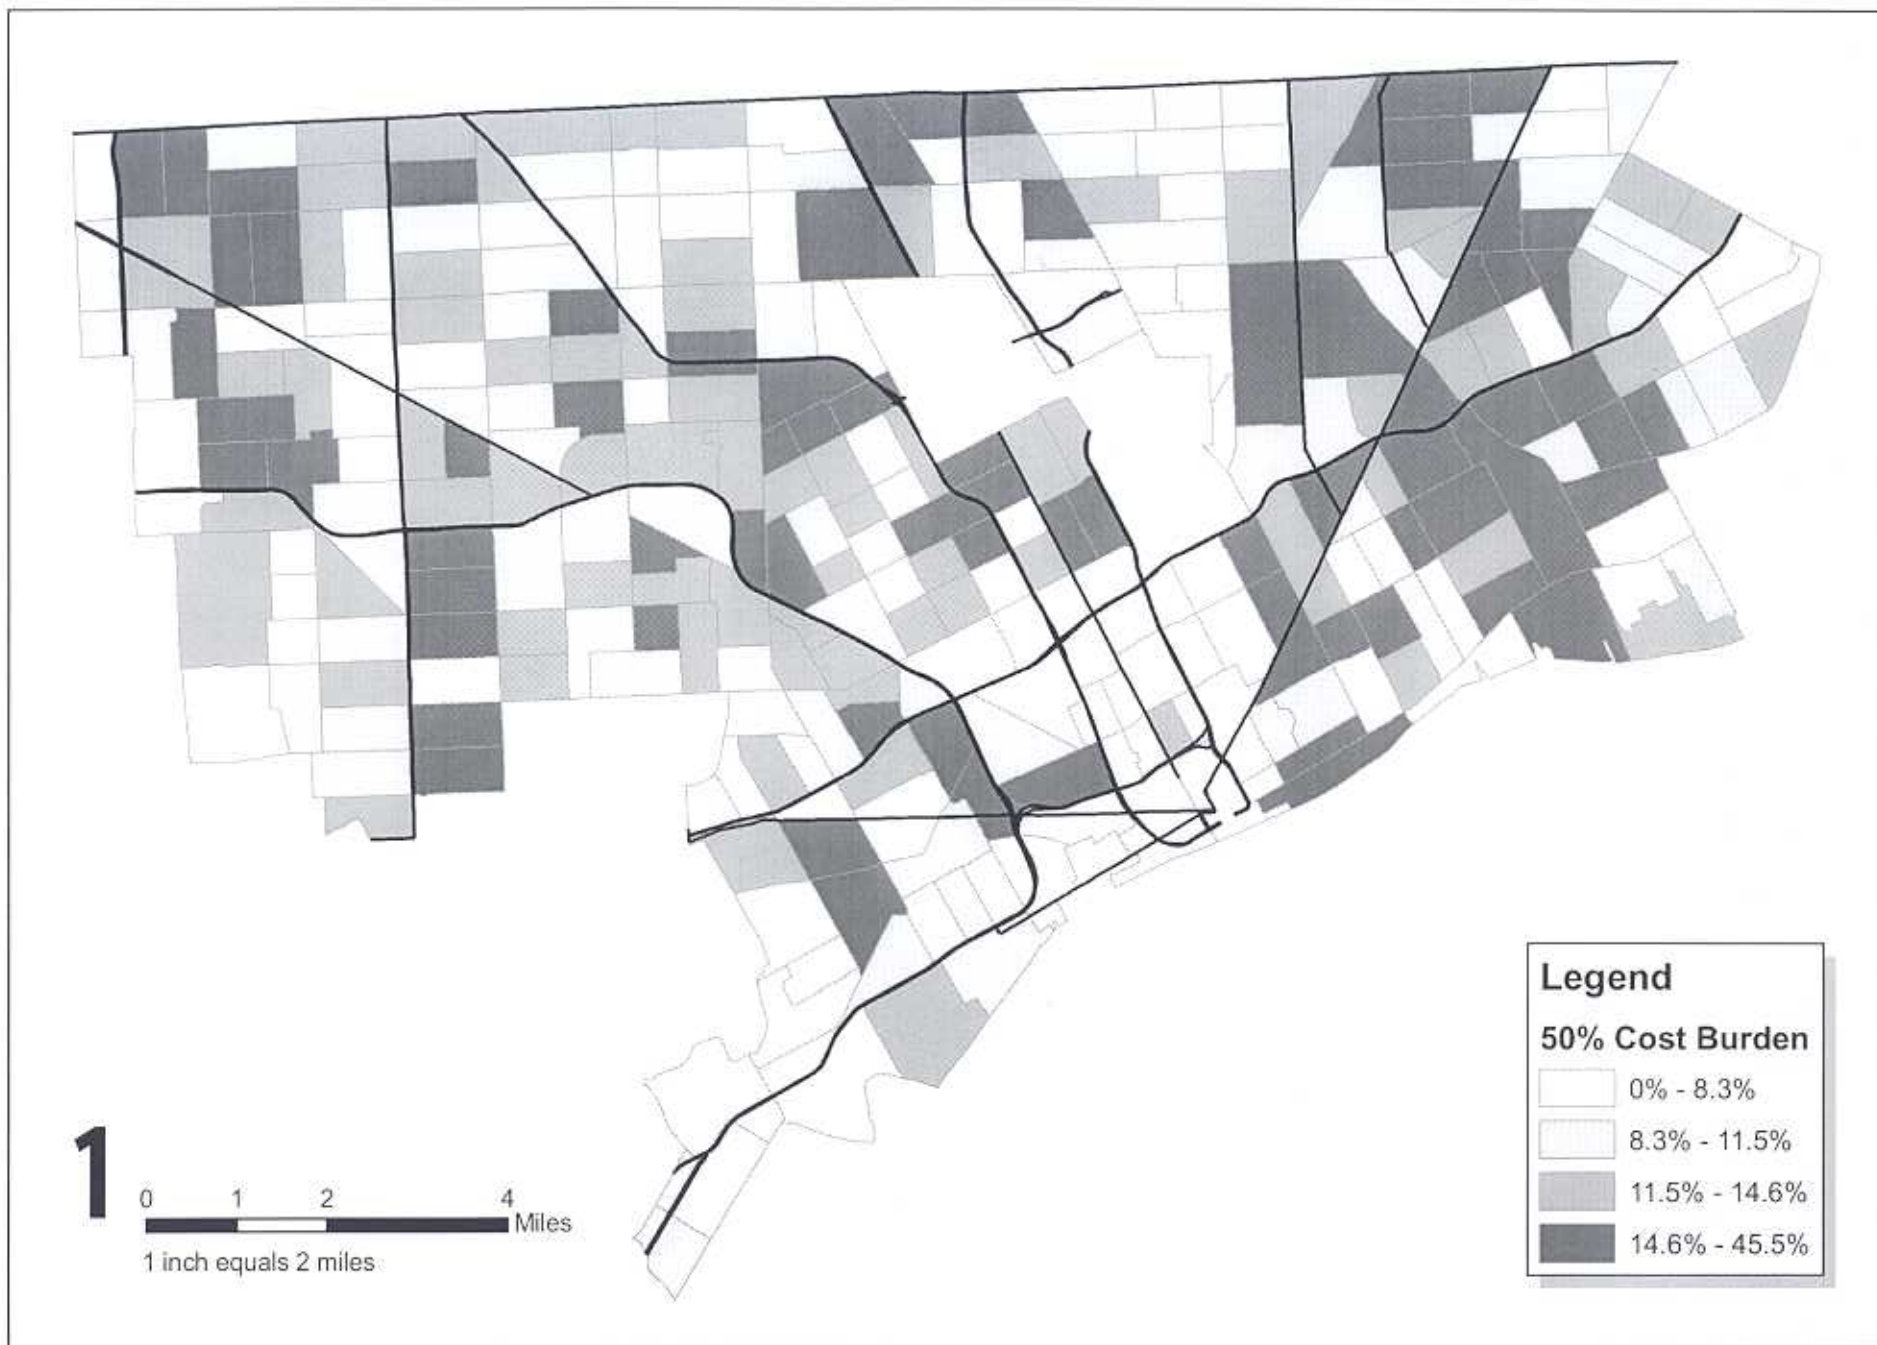 Legend
50% Cost Burden
0% - 8.3%
8.3% - 11.5%
11.5% - 14.6%
14.6% - 45.5%
1
0 1 2 4
Miles
1 inch equals 2 miles